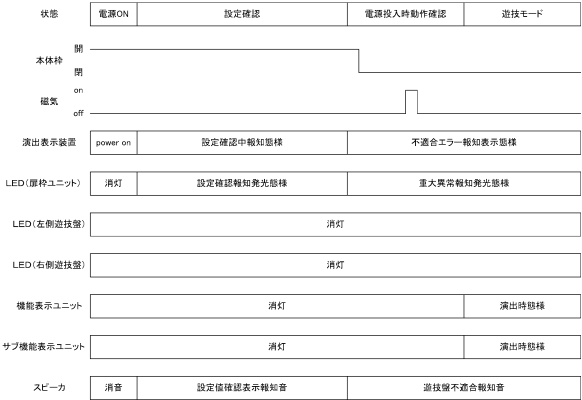 状態 電源ON 設定確認 電源投入時動作確認 遊技モード
開
本体枠
閉
on
磁気
off
演出表示装置 power on 設定確認中報知態様 不適合エラー報知表示態様
LED(扉枠ユニット) 消灯 設定確認報知発光態様 重大異常報知発光態様
LED(左側遊技盤) 消灯
LED(右側遊技盤) 消灯
機能表示ユニット 消灯 演出時態様
サブ機能表示ユニット 消灯 演出時態様
スピーカ 消音 設定値確認表示報知音 遊技盤不適合報知音